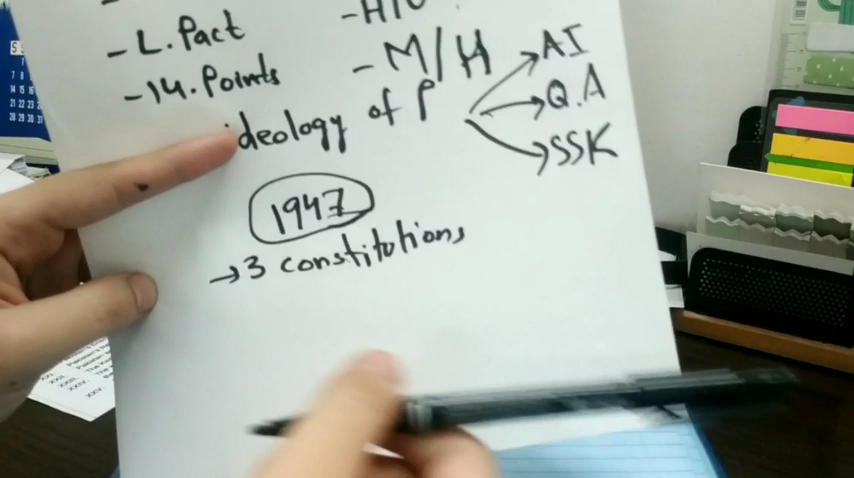 - L. Pact
- 14. Points
- M/H
ideology of P
AI
Q.A
SSK
1947
→ 3 constitutions